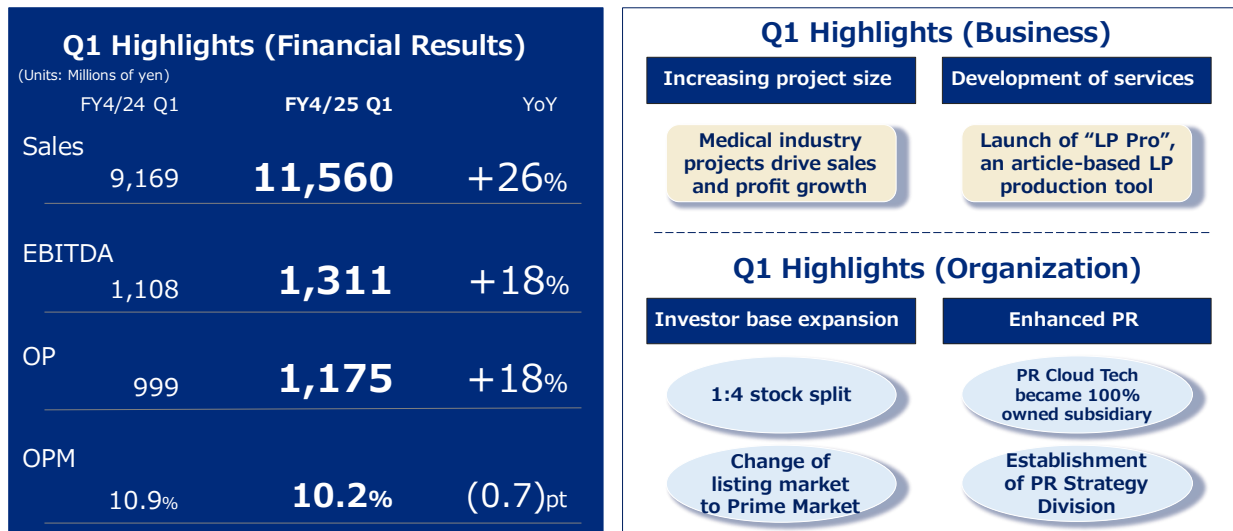 Q1 Highlights (Financial Results)
(Units: Millions of yen)
FY4/24 Q1 FY4/25 Q1 YoY
Sales
9,169 11,560 +26%
EBITDA
1,108 1,311 +18%
OP
999 1,175 +18%
OPM
10.9% 10.2% (0.7)pt
Q1 Highlights (Business)
Increasing project size
Medical industry
projects drive sales
and profit growth
Development of services
Launch of “LP Pro”,
an article-based LP
production tool
Q1 Highlights (Organization)
Investor base expansion
1:4 stock split
Change of
listing market
to Prime Market
Enhanced PR
PR Cloud Tech
became 100%
owned subsidiary
Establishment
of PR Strategy
Division